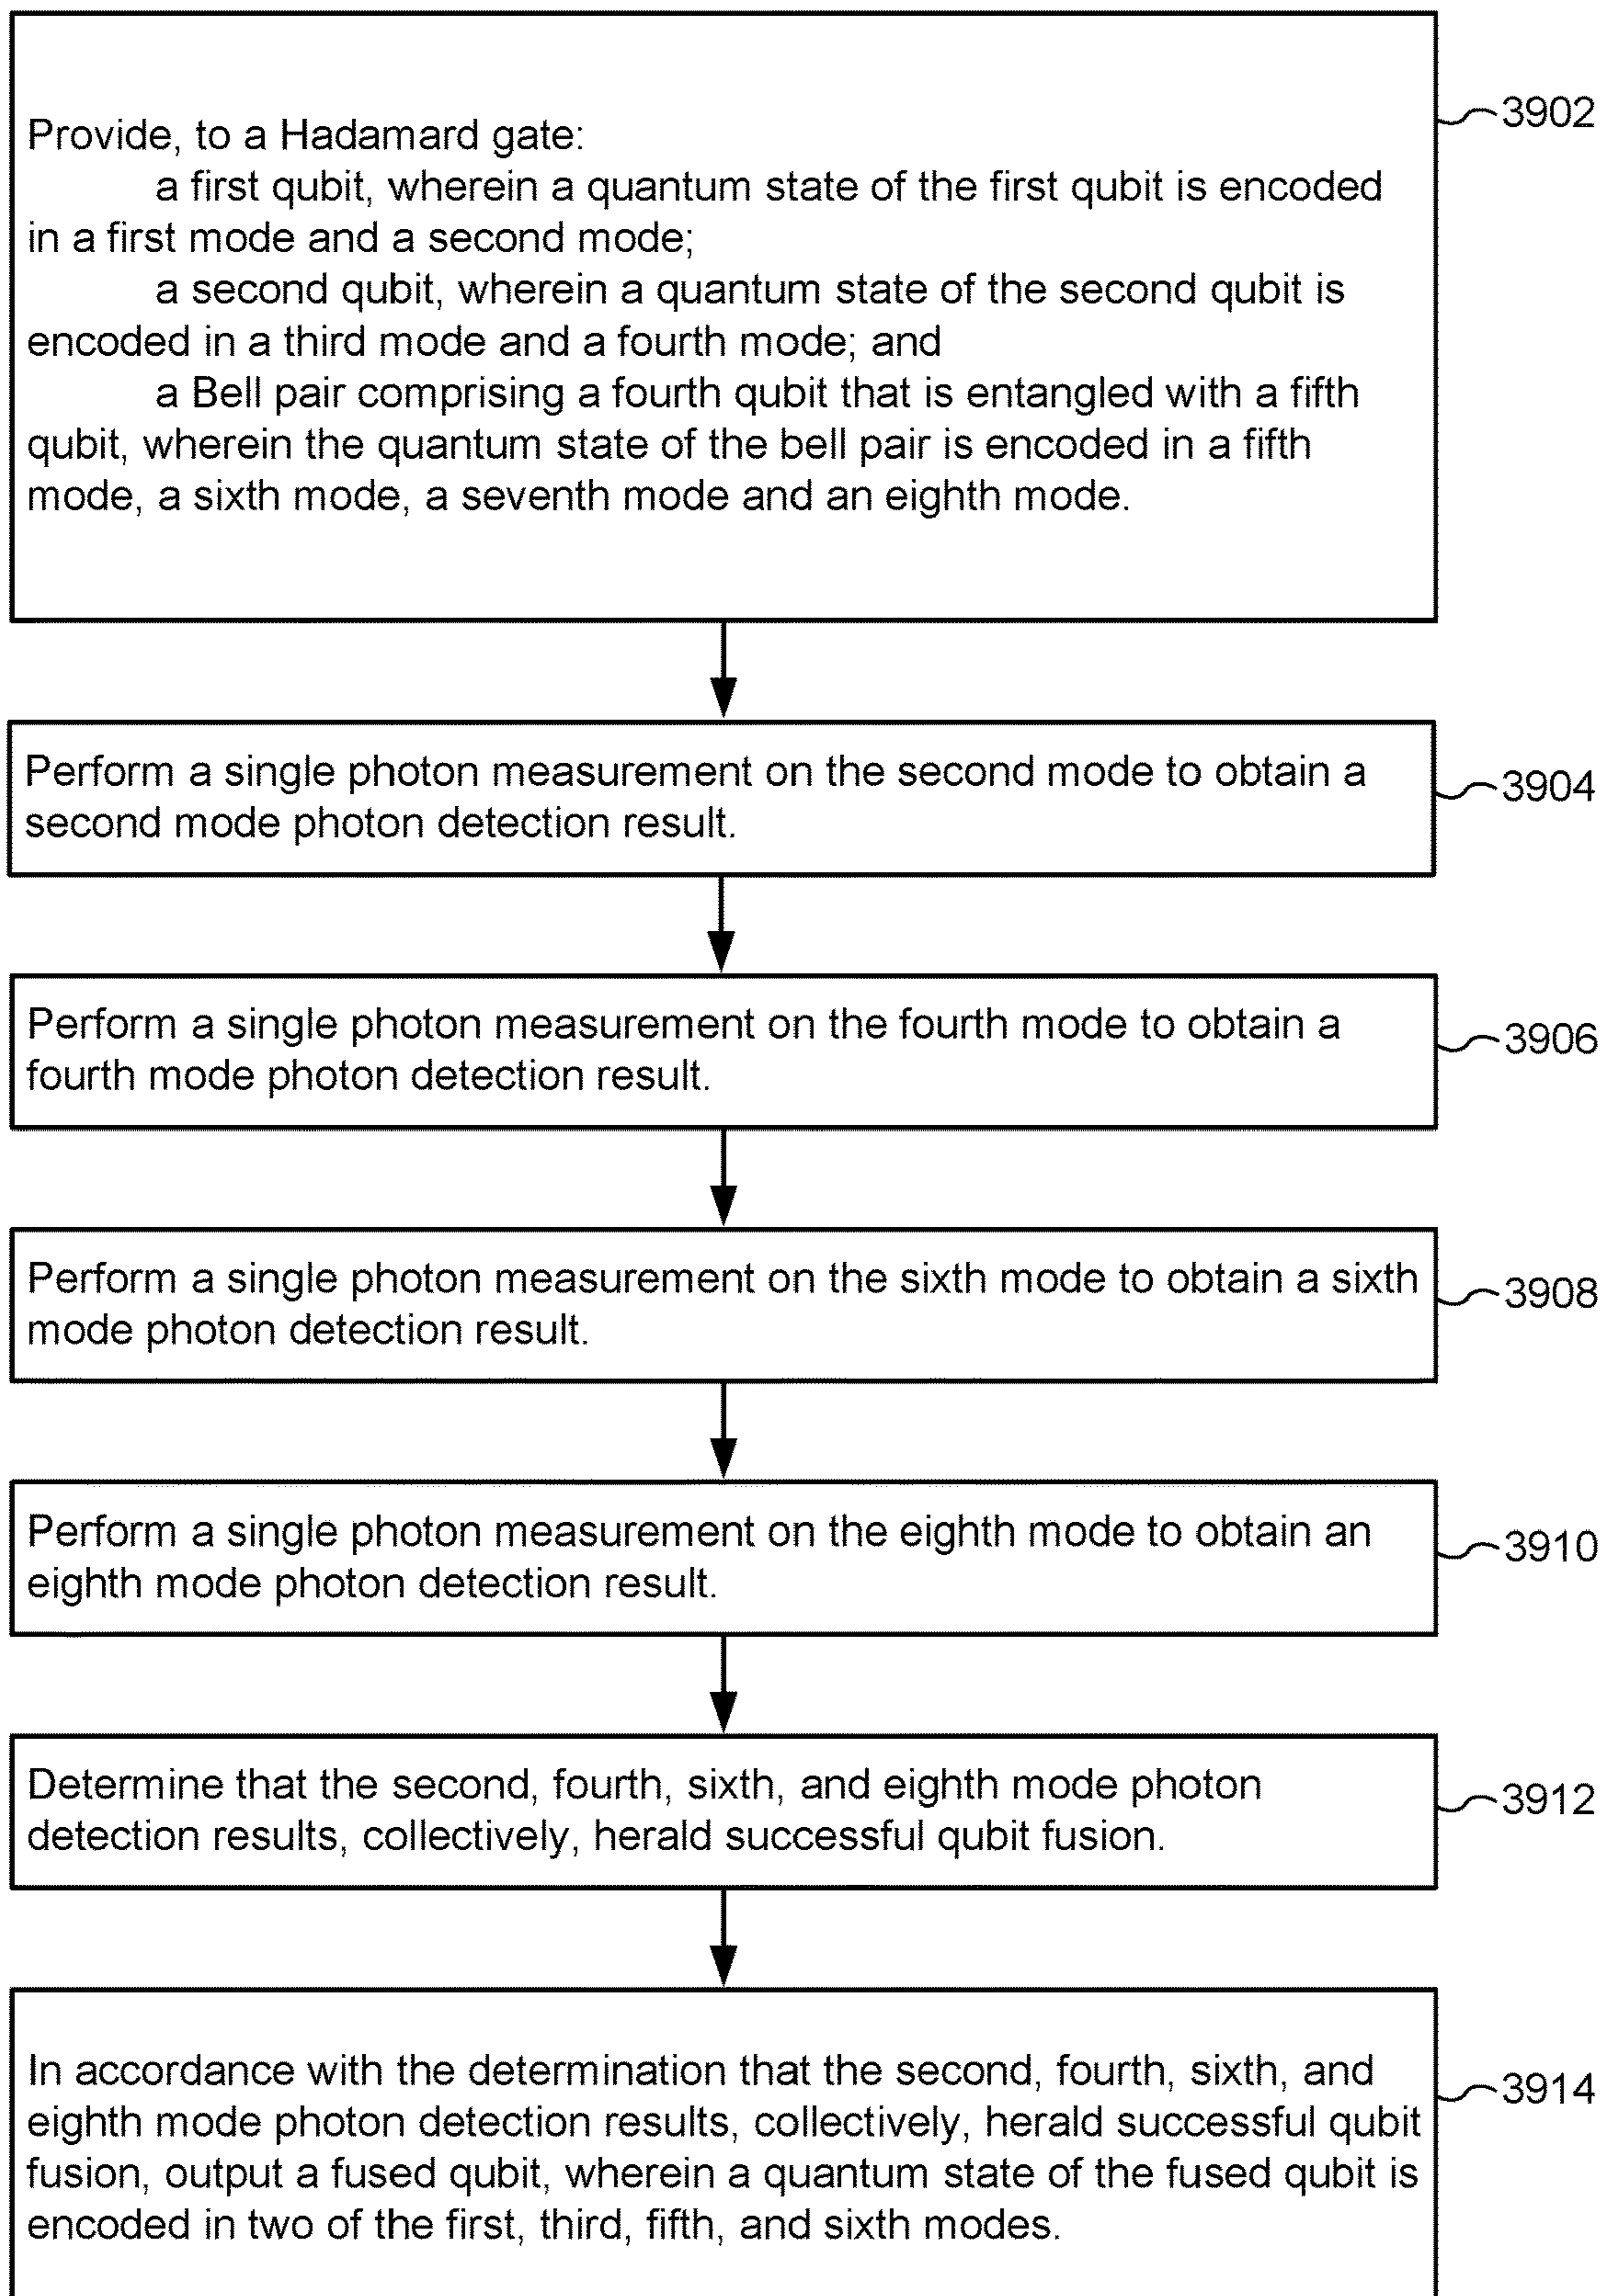 Provide, to a Hadamard gate:
a first qubit, wherein a quantum state of the first qubit is encoded
in a first mode and a second mode;
a second qubit, wherein a quantum state of the second qubit is
encoded in a third mode and a fourth mode; and
a Bell pair comprising a fourth qubit that is entangled with a fifth
qubit, wherein the quantum state of the bell pair is encoded in a fifth
mode, a sixth mode, a seventh mode and an eighth mode.
3902
Perform a single photon measurement on the second mode to obtain a
second mode photon detection result.
3904
Perform a single photon measurement on the fourth mode to obtain a
fourth mode photon detection result.
3906
Perform a single photon measurement on the sixth mode to obtain a sixth
mode photon detection result.
3908
Perform a single photon measurement on the eighth mode to obtain an
eighth mode photon detection result.
3910
Determine that the second, fourth, sixth, and eighth mode photon
detection results, collectively, herald successful qubit fusion.
3912
In accordance with the determination that the second, fourth, sixth, and
eighth mode photon detection results, collectively, herald successful qubit
fusion, output a fused qubit, wherein a quantum state of the fused qubit is
encoded in two of the first, third, fifth, and sixth modes.
3914